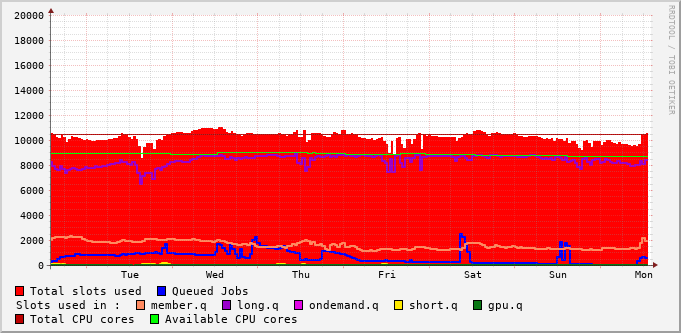 20000
18000
16000
14000
12000
10000
8000
6000
4000
2000
0
Tue Wed Thu Fri Sat Sun Mon
RRDTOOL / TOBI OETIKER
Total slots used Queued Jobs
Slots used in : member.q long.q ondemand.q short.q gpu.q
Total CPU cores Available CPU cores